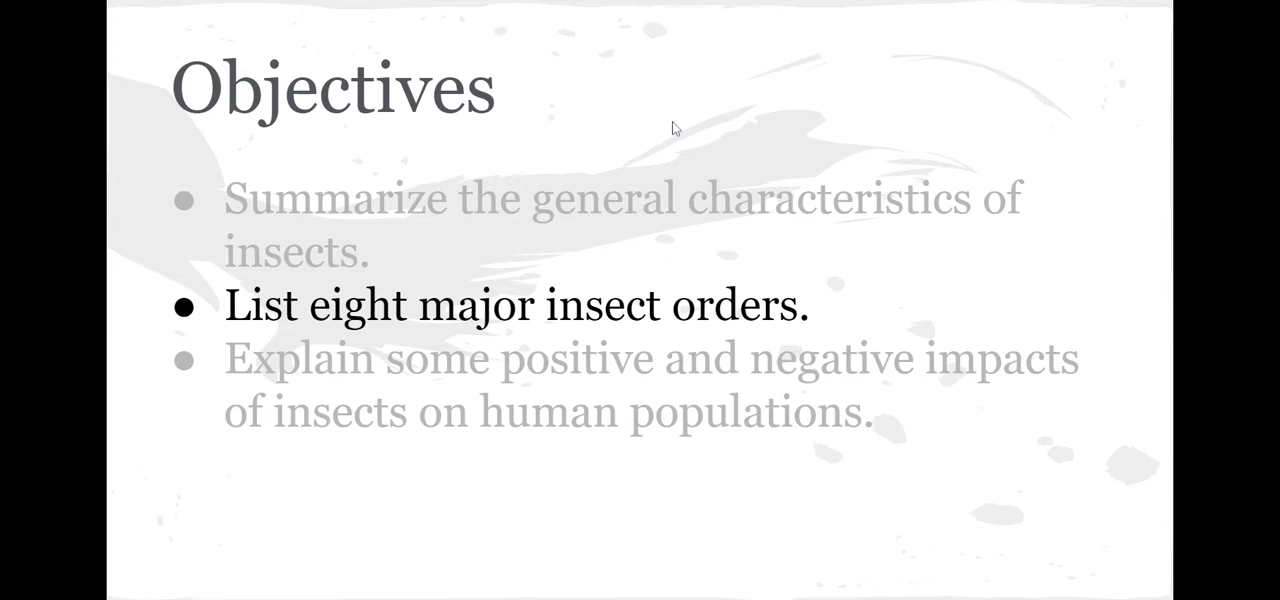 Objectives
● Summarize the general characteristics of
insects.
● List eight major insect orders.
● Explain some positive and negative impacts
of insects on human populations.